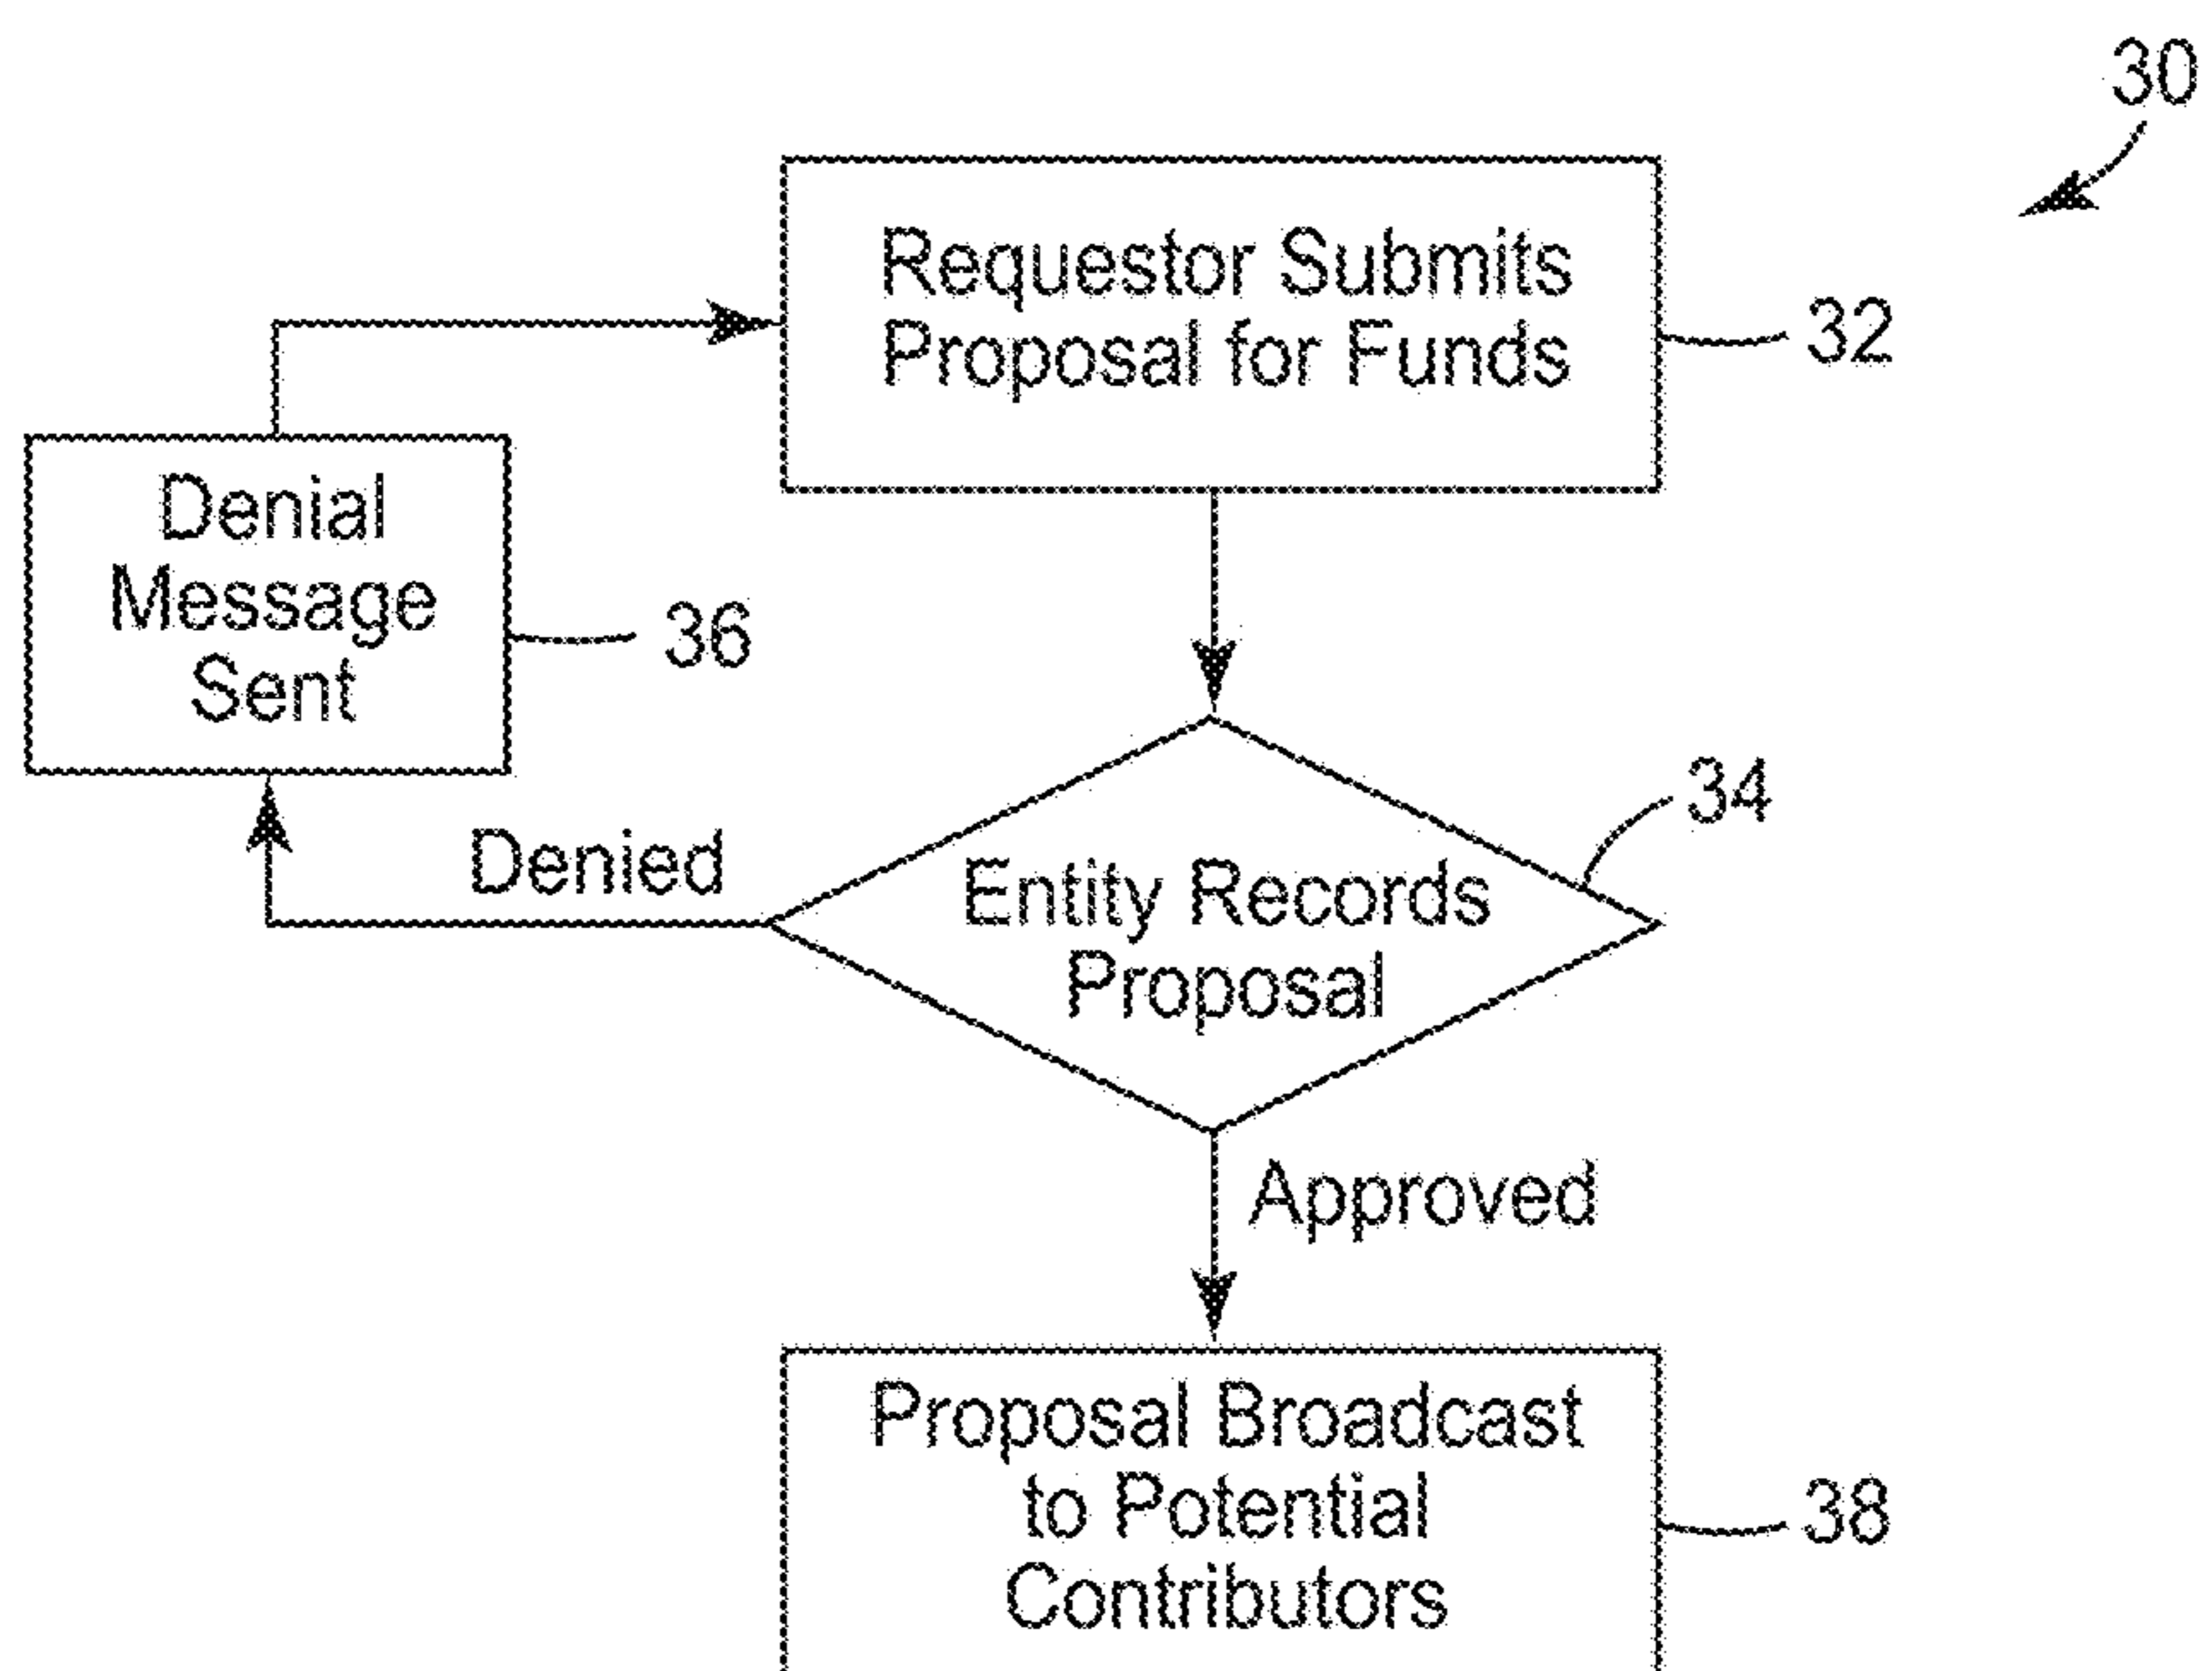 30
Requestor Submits
Proposal for Funds
32
Denial
Message
Sent
36
34
Denied
Entity Records
Proposal
Approved
Proposal Broadcast
to Potential
Contributors
38